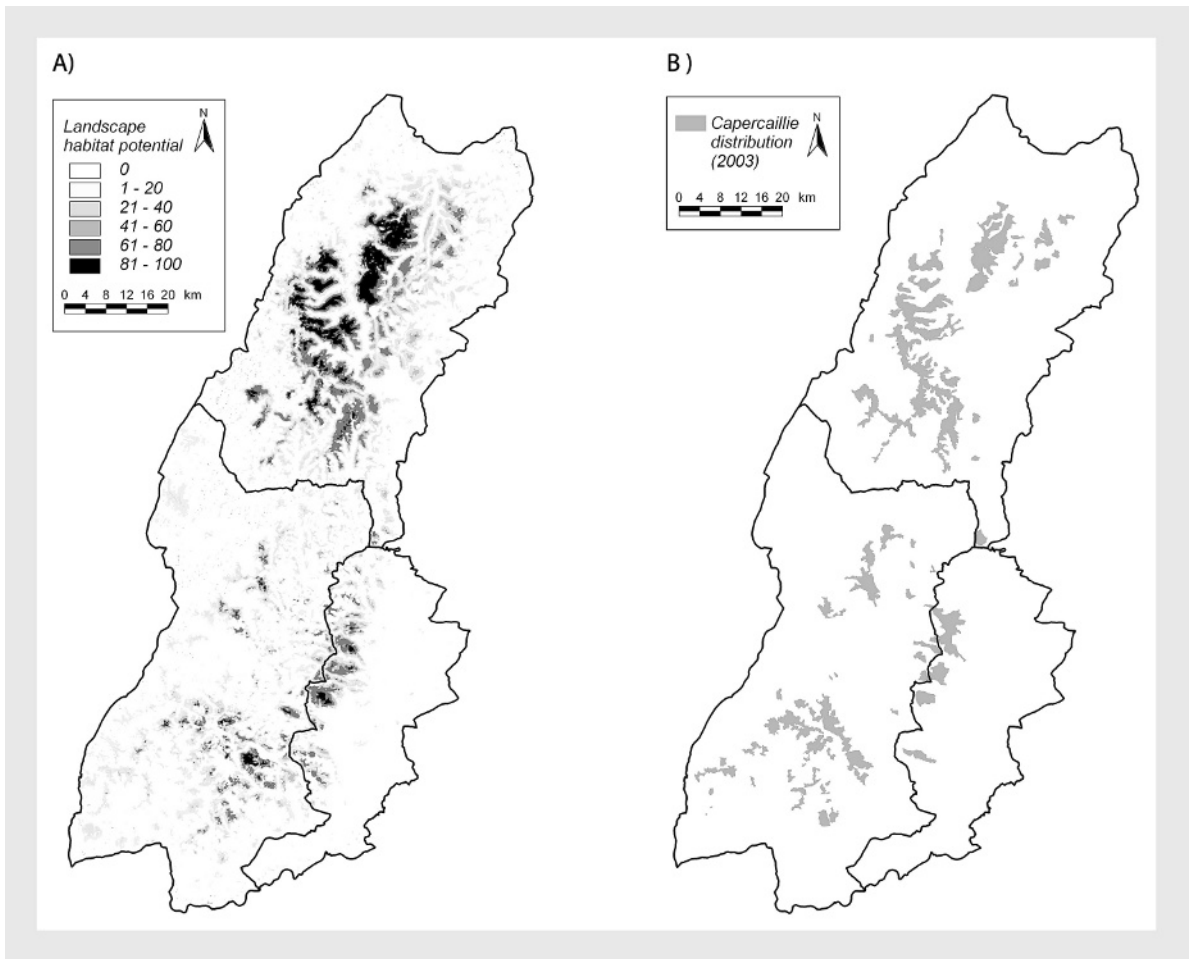 A)
Landscape
habitat potential
N
0
1 - 20
21 - 40
41 - 60
61 - 80
81 - 100
0 4 8 12 16 20 km
B )
Capercaillie
distribution
(2003)
N
0 4 8 12 16 20 km